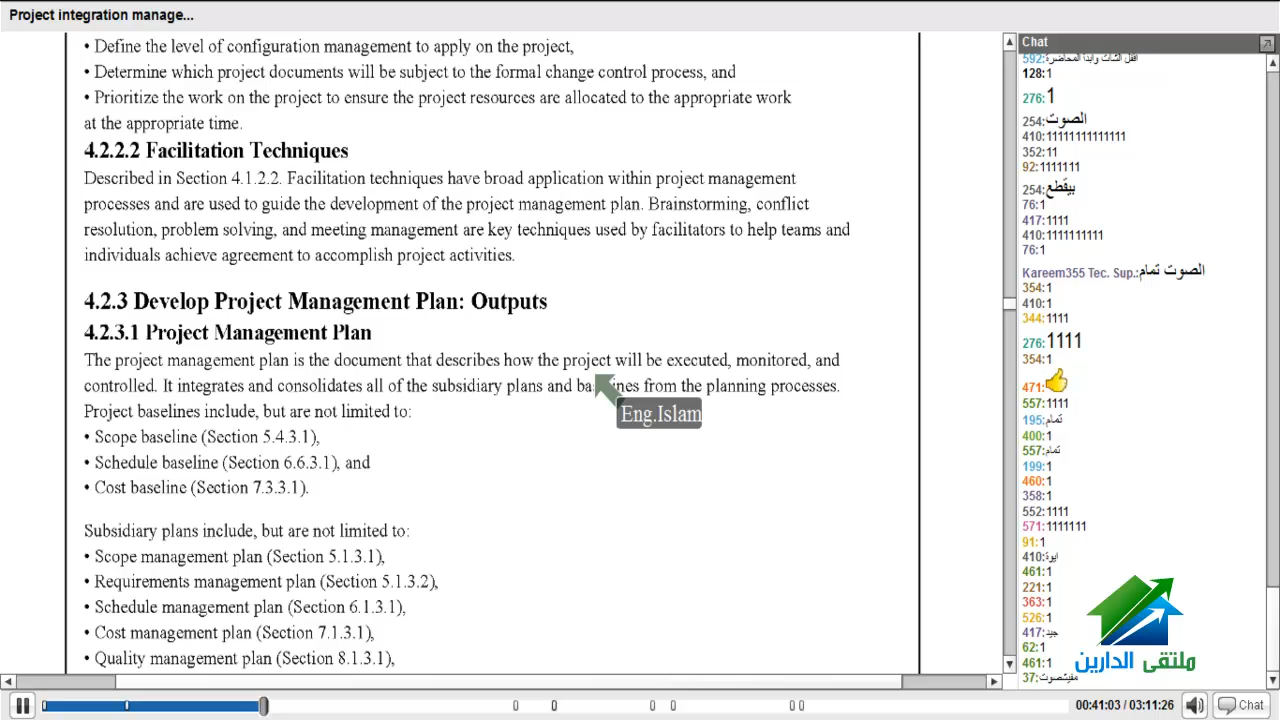 Project integration manage...
• Define the level of configuration management to apply on the project,
• Determine which project documents will be subject to the formal change control process, and
• Prioritize the work on the project to ensure the project resources are allocated to the appropriate work
at the appropriate time.
4.2.2.2 Facilitation Techniques
Described in Section 4.1.2.2. Facilitation techniques have broad application within project management
processes and are used to guide the development of the project management plan. Brainstorming, conflict
resolution, problem solving, and meeting management are key techniques used by facilitators to help teams and
individuals achieve agreement to accomplish project activities.
4.2.3 Develop Project Management Plan: Outputs
4.2.3.1 Project Management Plan
The project management plan is the document that describes how the project will be executed, monitored, and
controlled. It integrates and consolidates all of the subsidiary plans and from the planning processes.
Eng.Islam
Project baselines include, but are not limited to:
• Scope baseline (Section 5.4.3.1),
• Schedule baseline (Section 6.6.3.1), and
• Cost baseline (Section 7.3.3.1).
Subsidiary plans include, but are not limited to:
• Scope management plan (Section 5.1.3.1),
• Requirements management plan (Section 5.1.3.2),
• Schedule management plan (Section 6.1.3.1),
• Cost management plan (Section 7.1.3.1),
• Quality management plan (Section 8.1.3.1),
Chat
592: اقفل الشات وابدا المحاضرة
128:1
276:1
254: الصوت
410:11111111111111
352:11
92:1111111
254: بيقطع
76:1
417:1111
410:1111111111
76:1
Kareem355 Tec. Sup.: الصوت تمام
354:1
410:1
344:1111
276:1111
354:1
471:
557:1111
195: تمام
400:1
557: تمام
199:1
460:1
358:1
552:1111
571:1111111
91:1
410: ايوة
461:1
221:1
363:1
526:1
417: جيد
62:1
461:1
37: مفيشصوت
ملتقى الدارين
00:41:03 / 03:11:26
Chat